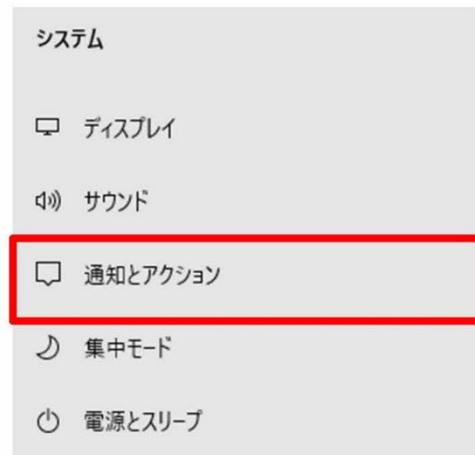 システム
ディスプレイ
サウンド
通知とアクション
集中モード
電源とスリープ